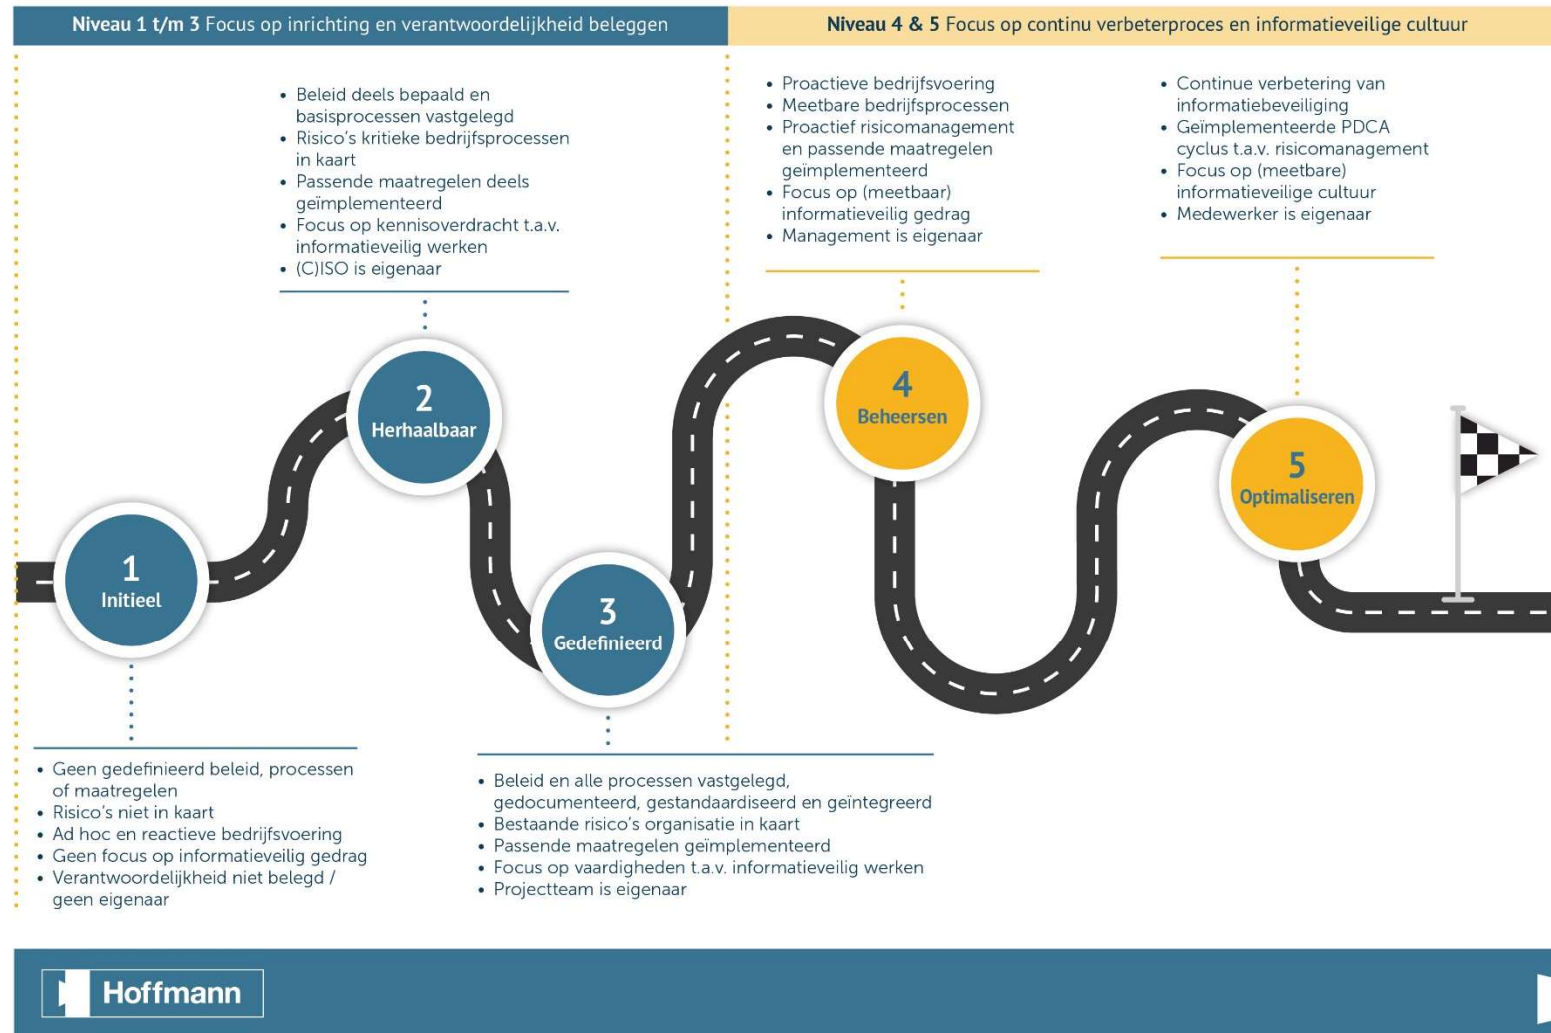 Niveau 1 t/m 3 Focus op inrichting en verantwoordelijkheid beleggen
Niveau 4 & 5 Focus op continu verbeterproces en informatieveilige cultuur
• Beleid deels bepaald en
basisprocessen vastgelegd
• Risico's kritieke bedrijfsprocessen
in kaart
• Passende maatregelen deels
geïmplementeerd
• Focus op kennisoverdracht t.a.v.
informatieveilig werken
• (C)ISO is eigenaar
• Proactieve bedrijfsvoering
• Meetbare bedrijfsprocessen
• Proactief risicomanagement
en passende maatregelen
geïmplementeerd
• Focus op (meetbaar)
informatieveilig gedrag
• Management is eigenaar
• Continue verbetering van
informatiebeveiliging
• Geïmplementeerde PDCA
cyclus t.a.v. risicomanagement
• Focus op (meetbare)
informatieveilige cultuur
• Medewerker is eigenaar
1
Initieel
2
Herhaalbaar
3
Gedefinieerd
4
Beheersen
5
Optimaliseren
• Geen gedefinieerd beleid, processen
of maatregelen
• Risico's niet in kaart
• Ad hoc en reactieve bedrijfsvoering
• Geen focus op informatieveilig gedrag
• Verantwoordelijkheid niet belegd /
geen eigenaar
• Beleid en alle processen vastgelegd,
gedocumenteerd, gestandaardiseerd en geïntegreerd
• Bestaande risico's organisatie in kaart
• Passende maatregelen geïmplementeerd
• Focus op vaardigheden t.a.v. informatieveilig werken
• Projectteam is eigenaar
Hoffmann